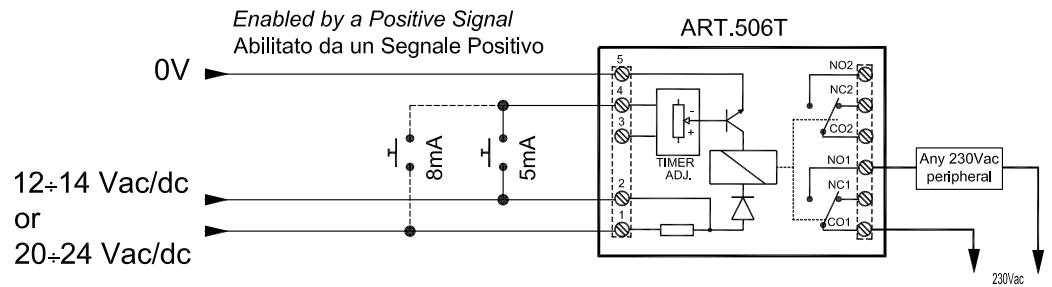 Enabled by a Positive Signal
Abilitato da un Segnale Positivo
ART.506T
0V
12÷14 Vac/dc
or
20÷24 Vac/dc
8mA
5mA
5
4
3
2
1
-
+
TIMER
ADJ.
NO2
NC2
CO2
NO1
NC1
CO1
Any 230Vac
peripheral
230Vac